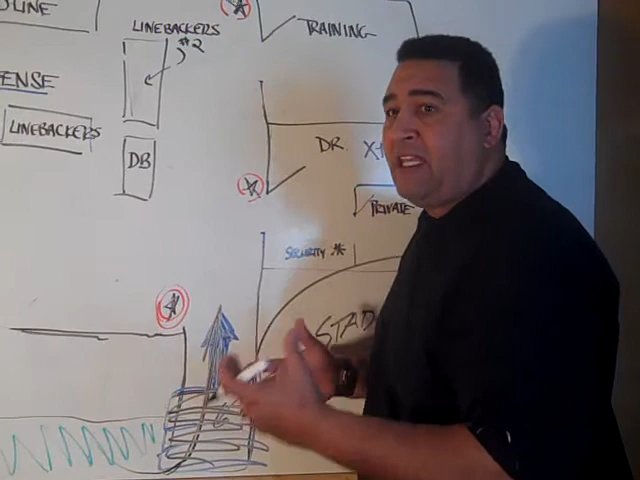 LINE
LINEBACKERS
#2
TRAINING
ENSE
LINEBACKERS
DB
DR.
PRIVATE
SECURITY *
STAD